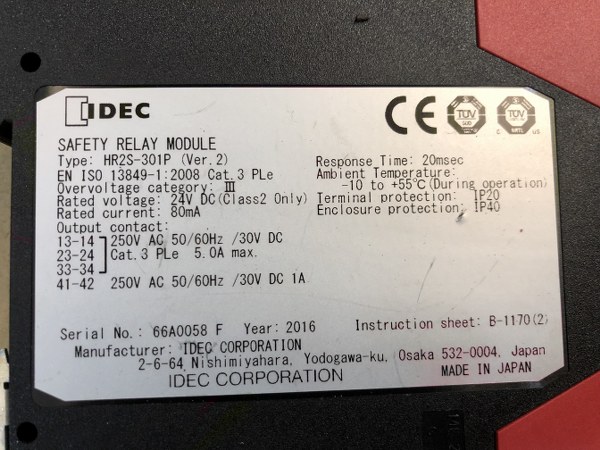 IDEC
CE
TÜV
TÜV
C US
SAFETY RELAY MODULE
Type: HR2S-301P (Ver.2)
EN ISO 13849-1:2008 Cat.3 PLe
Overvoltage category: Ⅲ
Rated voltage: 24V DC(Class2 Only)
Rated current: 80mA
Output contact:
13-14 250V AC 50/60Hz /30V DC
23-24 Cat.3 PLe 5.0A max.
33-34
41-42 250V AC 50/60Hz /30V DC 1A
Response Time: 20msec
Ambient Temperature:
-10 to +55℃(During operation)
Terminal protection: IP20
Enclosure protection: IP40
Serial No.: 66A0058 F Year: 2016 Instruction sheet: B-1170(2)
Manufacturer: IDEC CORPORATION
2-6-64 Nishimiyahara, Yodogawa-ku, Osaka 532-0004, Japan
IDEC CORPORATION MADE IN JAPAN